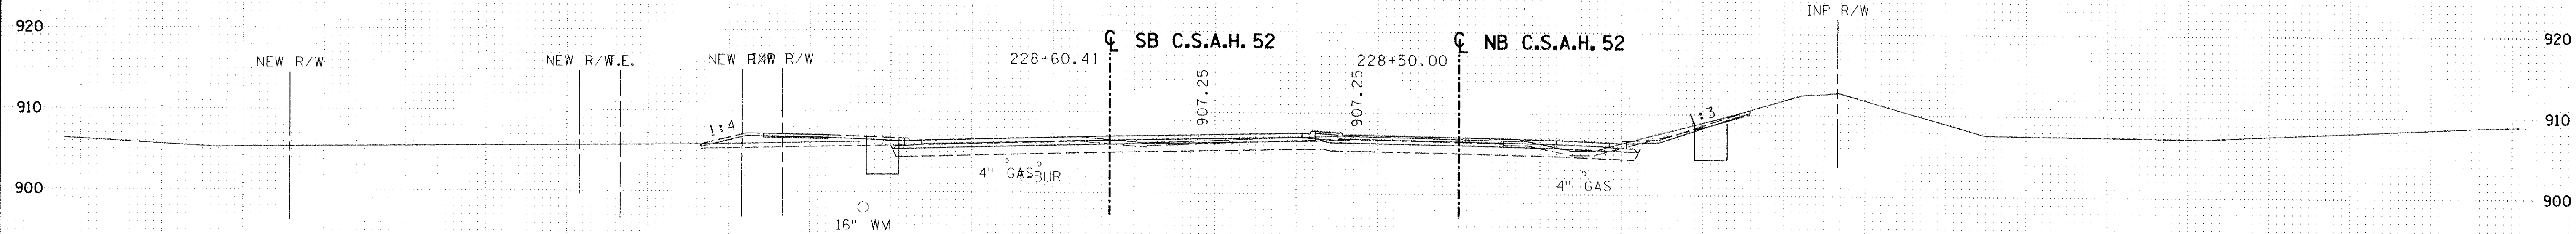 920
910
900
NEW R/W
NEW R/W
T.E.
NEW R/W
INP R/W
1:4
16" WM
4" GAS
T-BUR
228+60.41
℄ SB C.S.A.H. 52
907.25
907.25
228+50.00
℄ NB C.S.A.H. 52
4" GAS
1:3
INP R/W
920
910
900